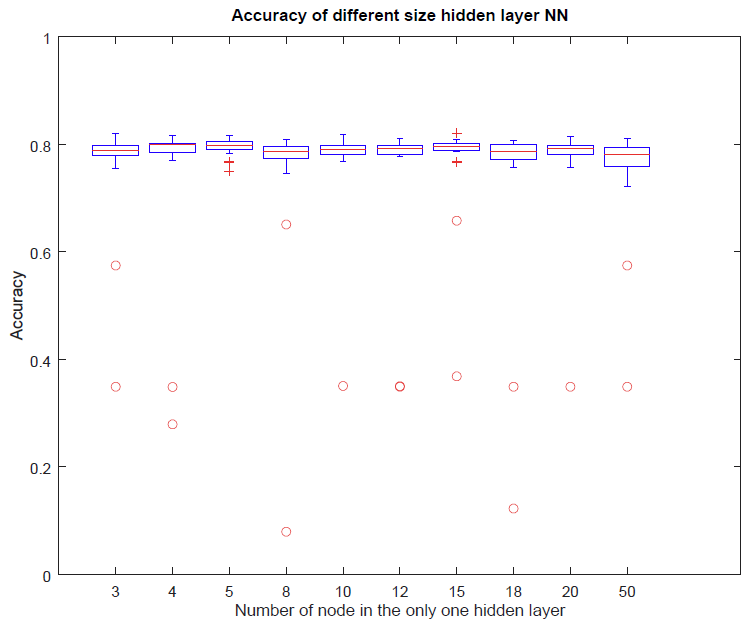 Accuracy of different size hidden layer NN
1
0.8
0.6
0.4
0.2
0
Accuracy
3 4 5 8 10 12 15 18 20 50
Number of node in the only one hidden layer